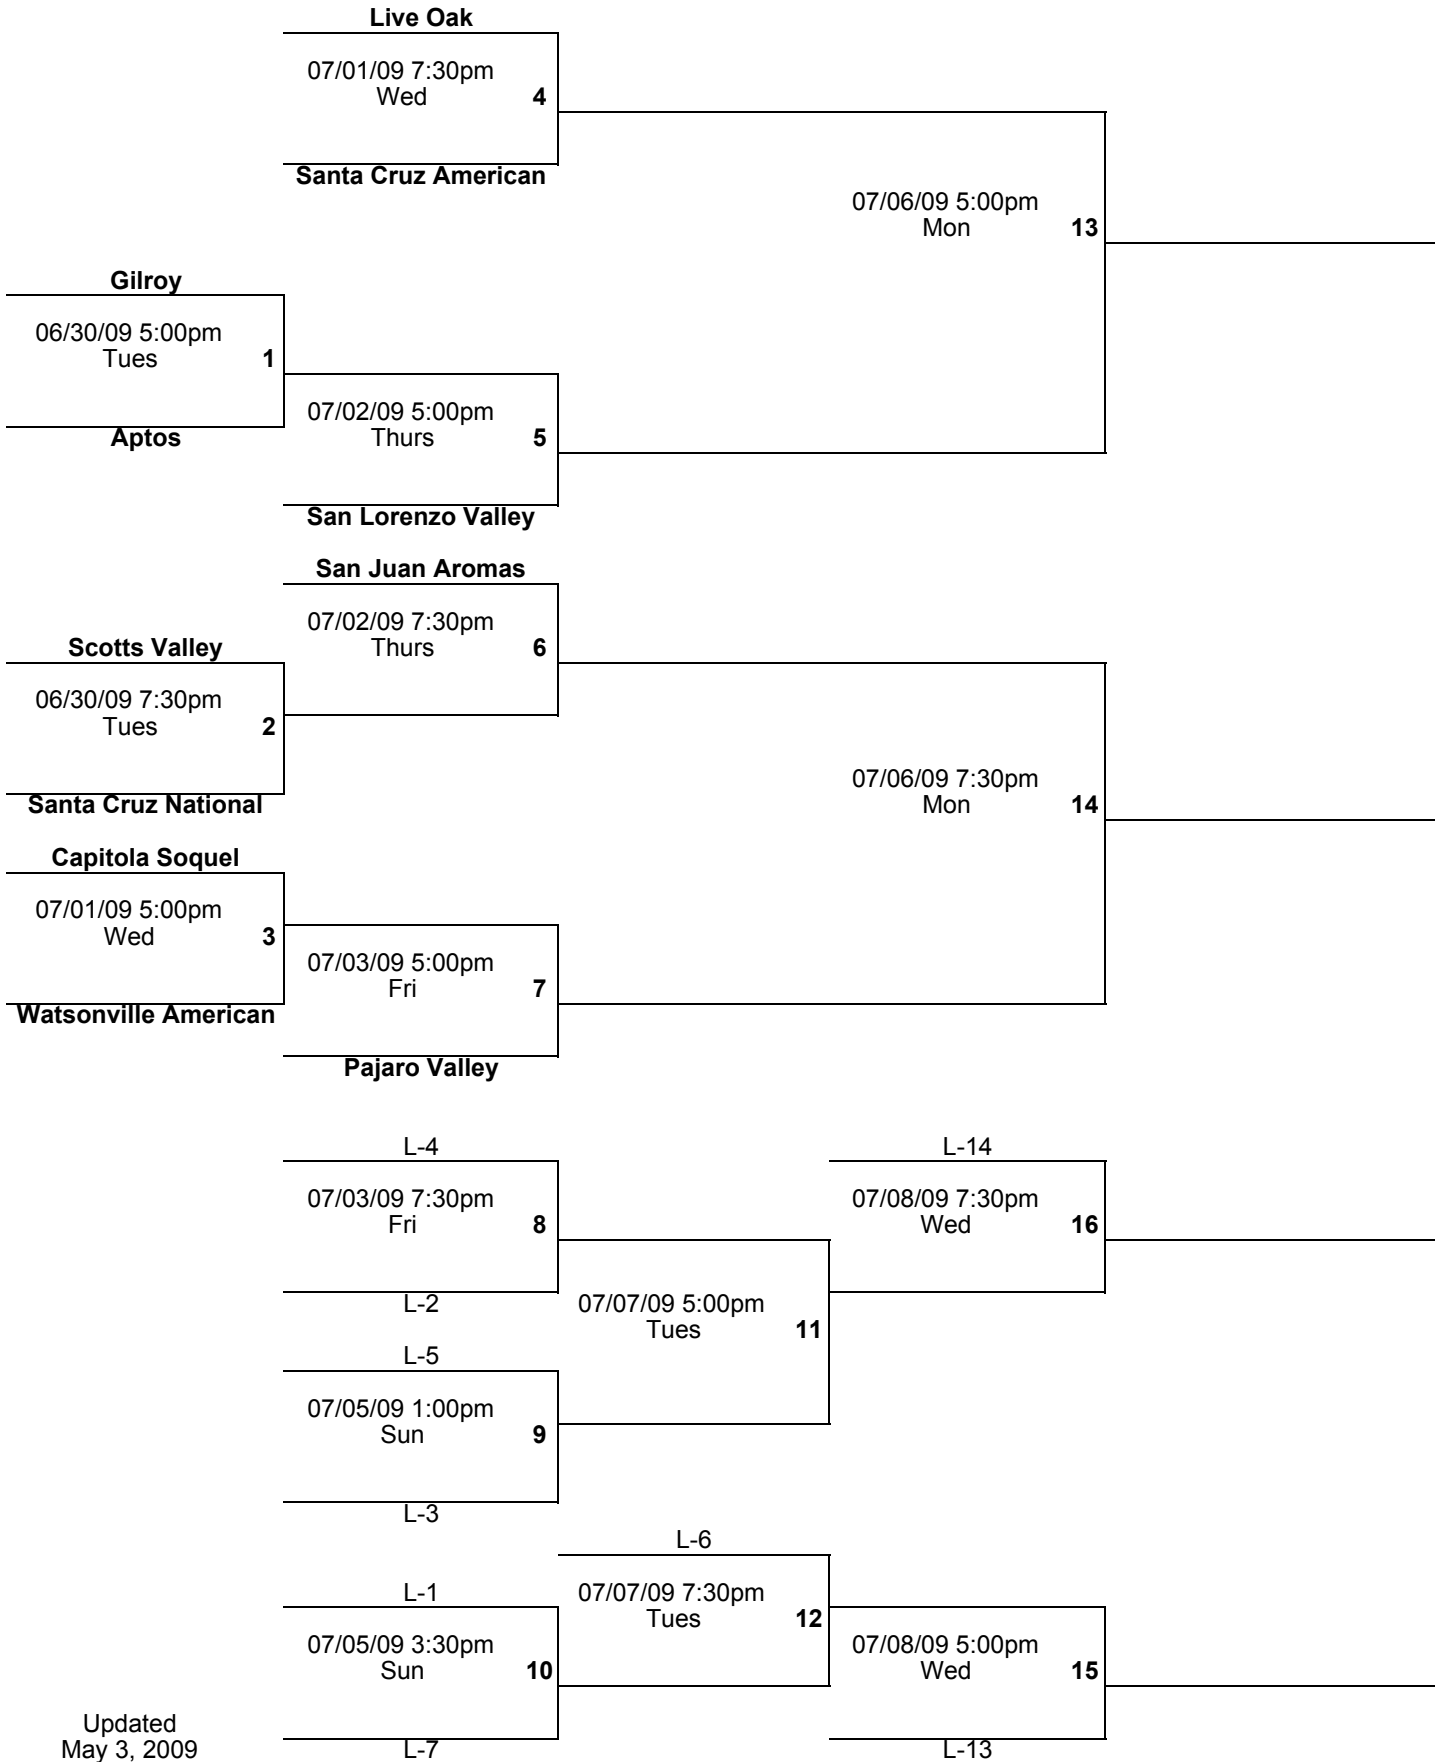 Live Oak
07/01/09 7:30pm
Wed 4
Santa Cruz American
07/06/09 5:00pm
Mon 13
Gilroy
06/30/09 5:00pm
Tues 1
Aptos
07/02/09 5:00pm
Thurs 5
San Lorenzo Valley
San Juan Aromas
07/02/09 7:30pm
Thurs 6
Scotts Valley
06/30/09 7:30pm
Tues 2
Santa Cruz National
07/06/09 7:30pm
Mon 14
Capitola Soquel
07/01/09 5:00pm
Wed 3
Watsonville American
07/03/09 5:00pm
Fri 7
Pajaro Valley
L-4
07/03/09 7:30pm
Fri 8
L-2
L-14
07/08/09 7:30pm
Wed 16
07/07/09 5:00pm
Tues 11
L-5
07/05/09 1:00pm
Sun 9
L-3
L-6
07/07/09 7:30pm
Tues 12
L-1
07/05/09 3:30pm
Sun 10
L-7
07/08/09 5:00pm
Wed 15
L-13
Updated
May 3, 2009